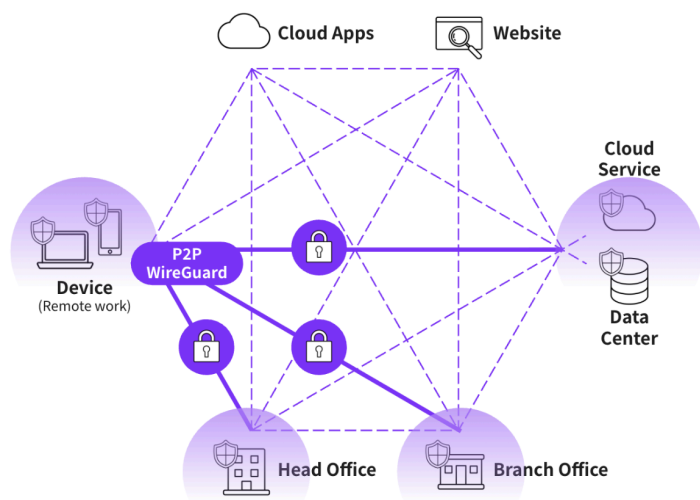 Cloud Apps
Website
Cloud
Service
P2P
WireGuard
Device
(Remote work)
Data
Center
Head Office
Branch Office